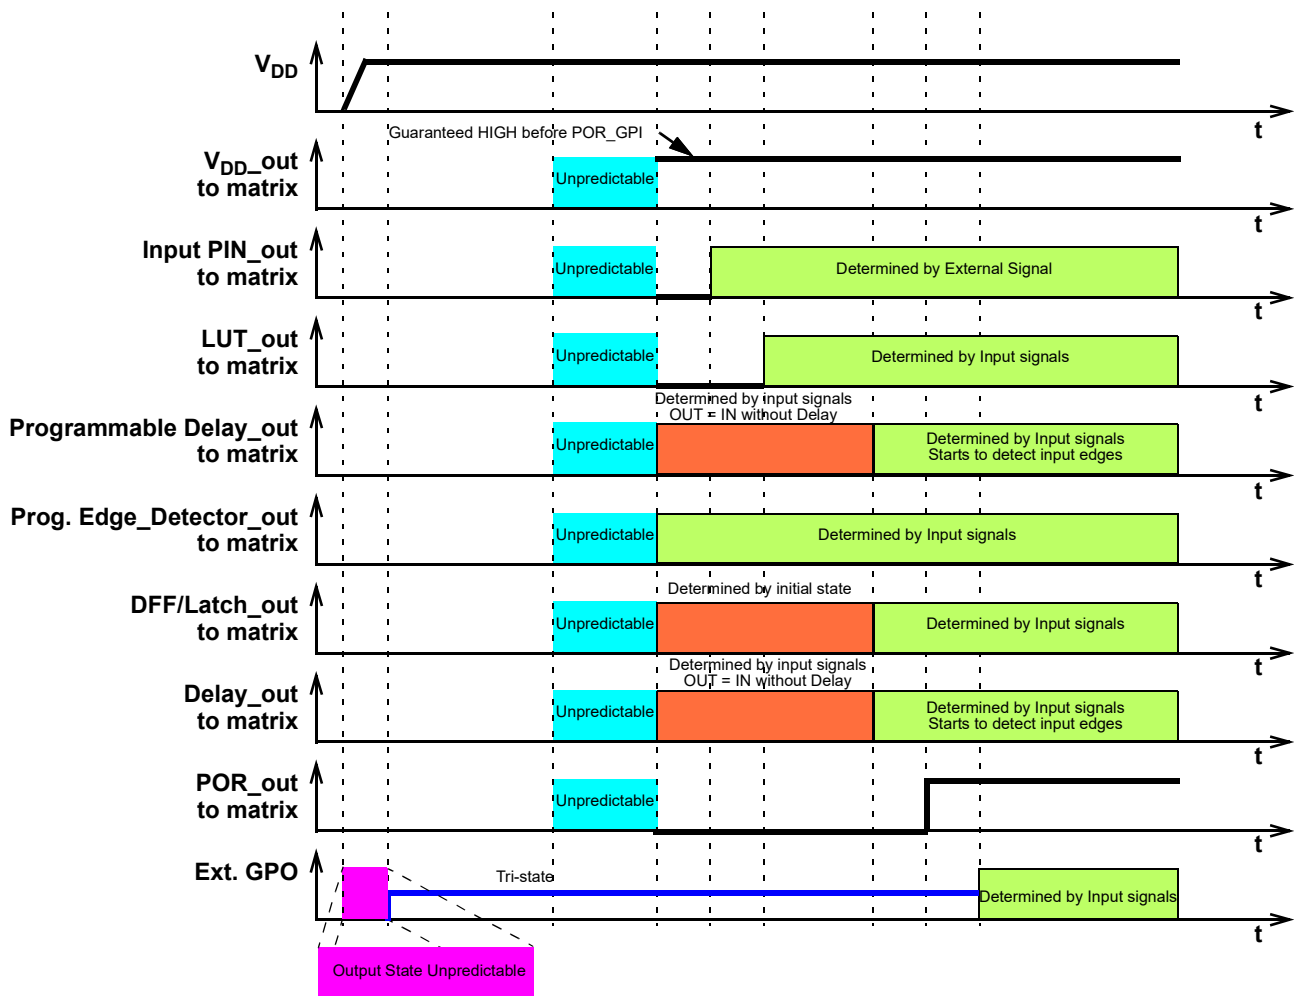 VDD
t
Guaranteed HIGH before POR_GPI
VDD_out
to matrix
Unpredictable
t
Input PIN_out
to matrix
Unpredictable
Determined by External Signal
t
LUT_out
to matrix
Unpredictable
Determined by Input signals
t
Determined by input signals
OUT = IN without Delay
Programmable Delay_out
to matrix
Unpredictable
Determined by Input signals
Starts to detect input edges
t
Prog. Edge_Detector_out
to matrix
Unpredictable
Determined by Input signals
t
Determined by initial state
DFF/Latch_out
to matrix
Unpredictable
Determined by Input signals
t
Determined by input signals
OUT = IN without Delay
Delay_out
to matrix
Unpredictable
Determined by Input signals
Starts to detect input edges
t
POR_out
to matrix
Unpredictable
t
Ext. GPO
Tri-state
Determined by Input signals
t
Output State Unpredictable